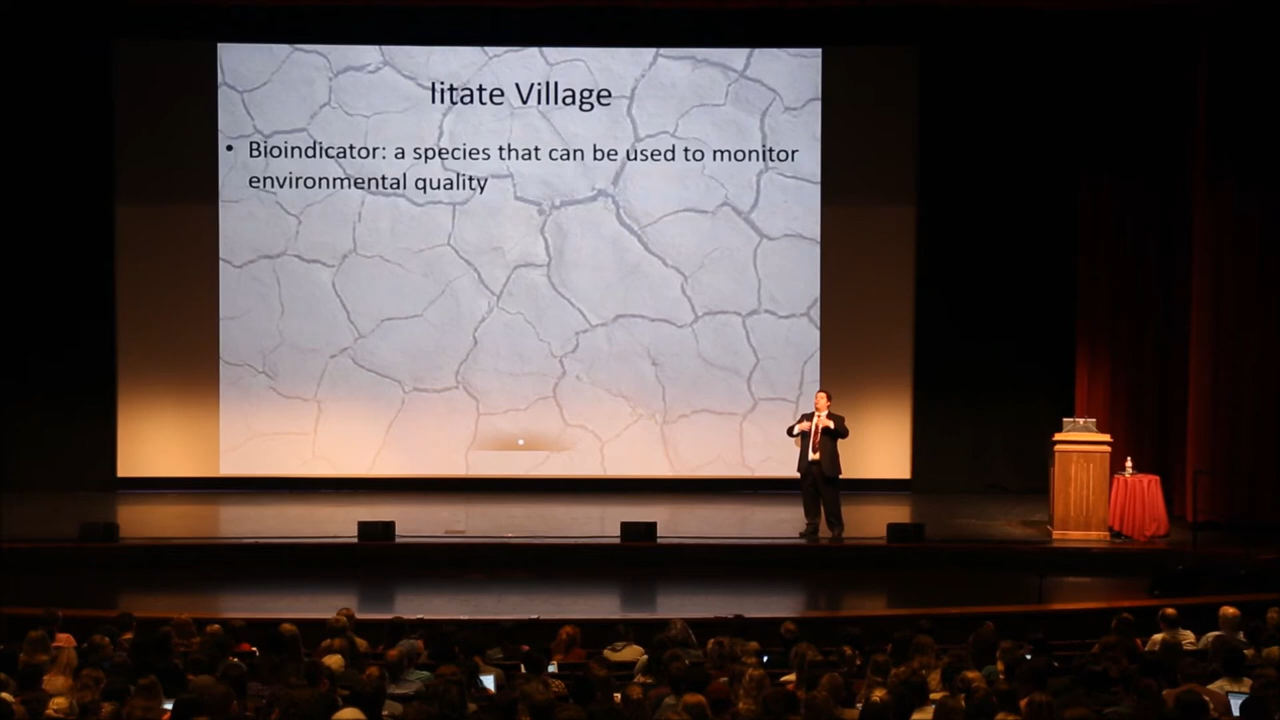 Iitate Village
• Bioindicator: a species that can be used to monitor
environmental quality